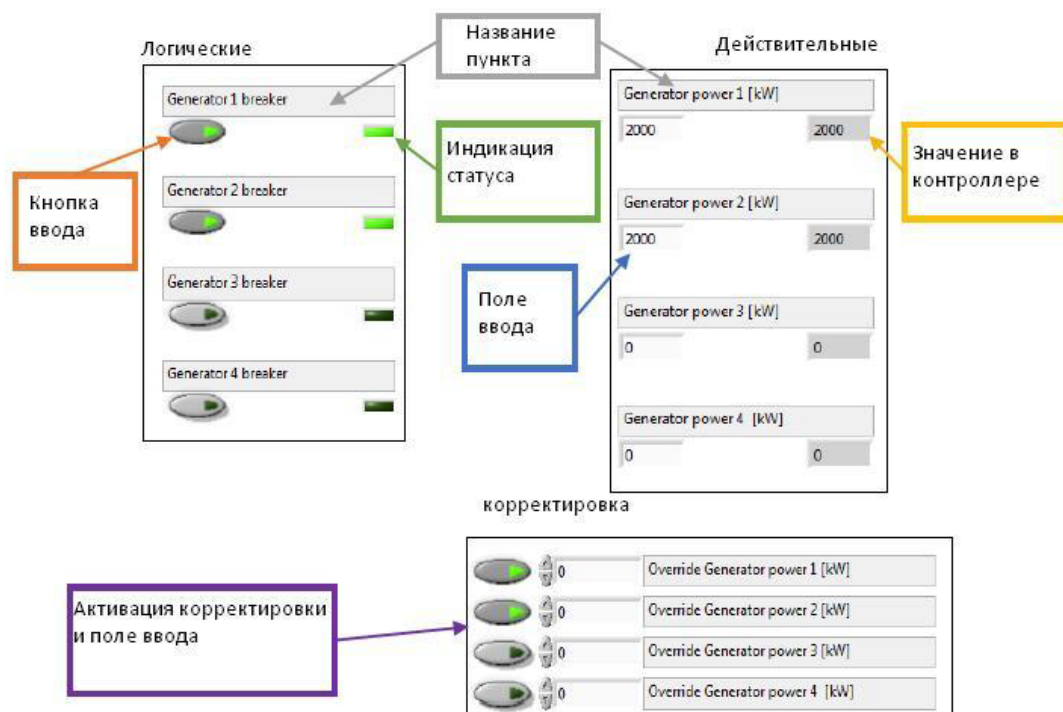 Логические
Название
пункта
Действительные
Generator 1 breaker
Generator 2 breaker
Generator 3 breaker
Generator 4 breaker
Кнопка
ввода
Индикация
статуса
Generator power 1 [kW]
2000 2000
Generator power 2 [kW]
2000 2000
Generator power 3 [kW]
0 0
Generator power 4 [kW]
0 0
Значение в
контроллере
Поле
ввода
корректировка
Активация корректировки
и поле ввода
0 Override Generator power 1 [kW]
0 Override Generator power 2 [kW]
0 Override Generator power 3 [kW]
0 Override Generator power 4 [kW]